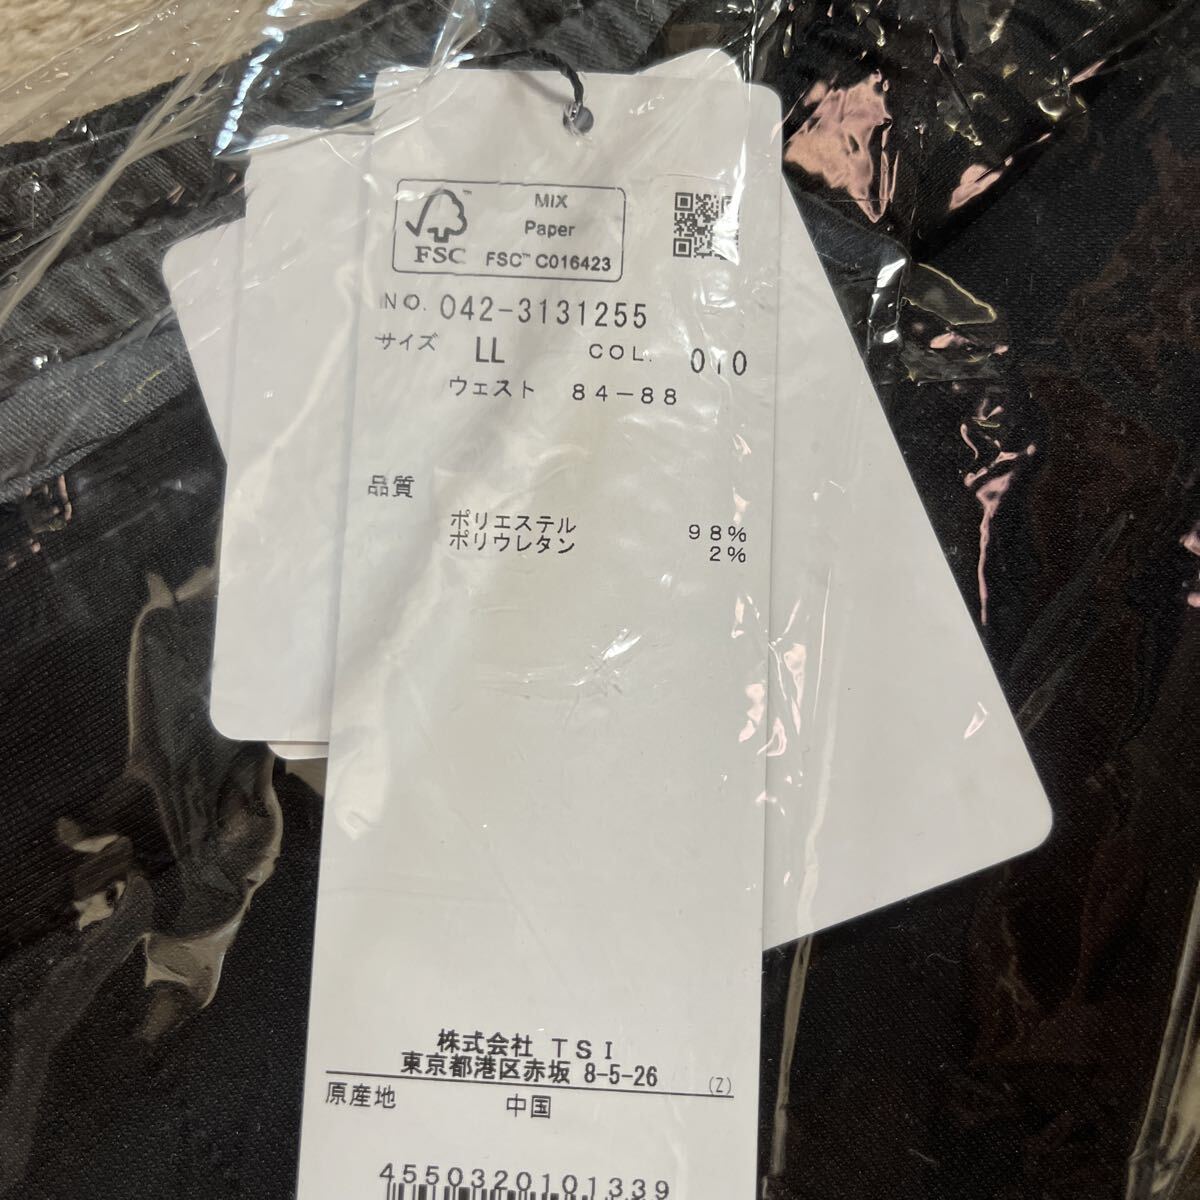 MIX
Paper
FSC™ C016423
FSC
NO. 042-3131255
サイズ LL COL. 010
ウェスト 84-88
品質
ポリエステル 98%
ポリウレタン 2%
株式会社 TSI
東京都港区赤坂 8-5-26 (Z)
原産地 中国
4550320101339